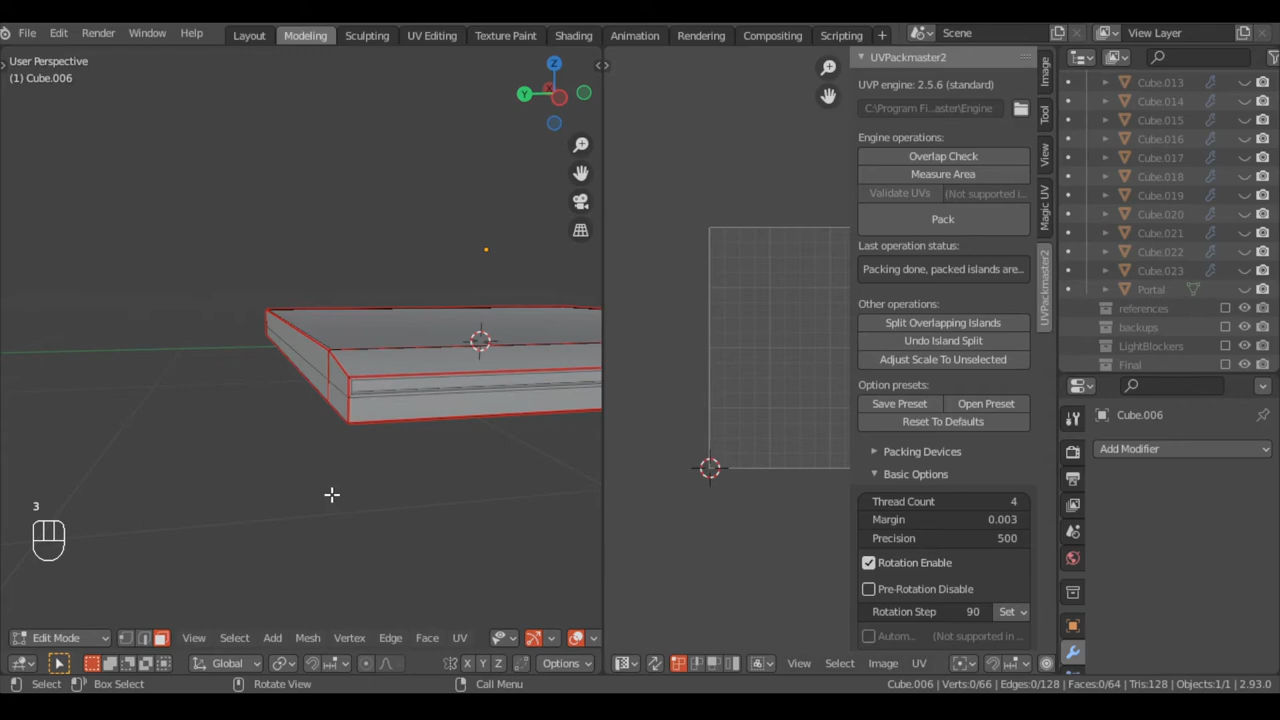 File Edit Render Window Help
Layout Modeling Sculpting UV Editing Texture Paint Shading Animation Rendering Compositing Scripting +
Scene
View Layer
User Perspective
(1) Cube.006
Z
Y
X
3
UVPackmaster2
UVP engine: 2.5.6 (standard)
C:\Program Fi...aster\Engine
Engine operations:
Overlap Check
Measure Area
Validate UVs (Not supported i...
Pack
Last operation status:
Packing done, packed islands are...
Other operations:
Split Overlapping Islands
Undo Island Split
Adjust Scale To Unselected
Option presets:
Save Preset Open Preset
Reset To Defaults
Packing Devices
Basic Options
Thread Count 4
Margin 0.003
Precision 500
Rotation Enable
Pre-Rotation Disable
Rotation Step 90 Set
Autom... (Not supported in ...
Image
Tool
View
Magic UV
UVPackmaster2
Cube.013
Cube.014
Cube.015
Cube.016
Cube.017
Cube.018
Cube.019
Cube.020
Cube.021
Cube.022
Cube.023
Portal
references
backups
LightBlockers
Final
Cube.006
Add Modifier
Edit Mode View Select Add Mesh Vertex Edge Face UV
Global X Y Z Options
View Select Image UV
Select Box Select Rotate View Call Menu
Cube.006 | Verts:0/66 | Edges:0/128 | Faces:0/64 | Tris:128 | Objects:1/1 | 2.93.0